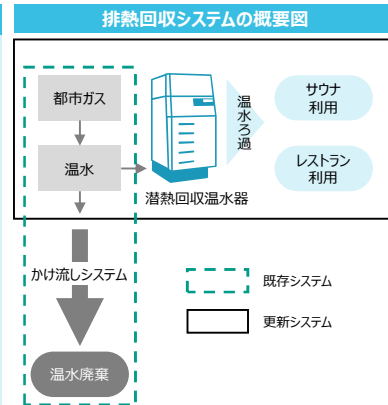 排熱回収システムの概要図
都市ガス
温水
潜熱回収温水器
温水ろ過
サウナ
利用
レストラン
利用
かけ流しシステム
温水廃棄
既存システム
更新システム